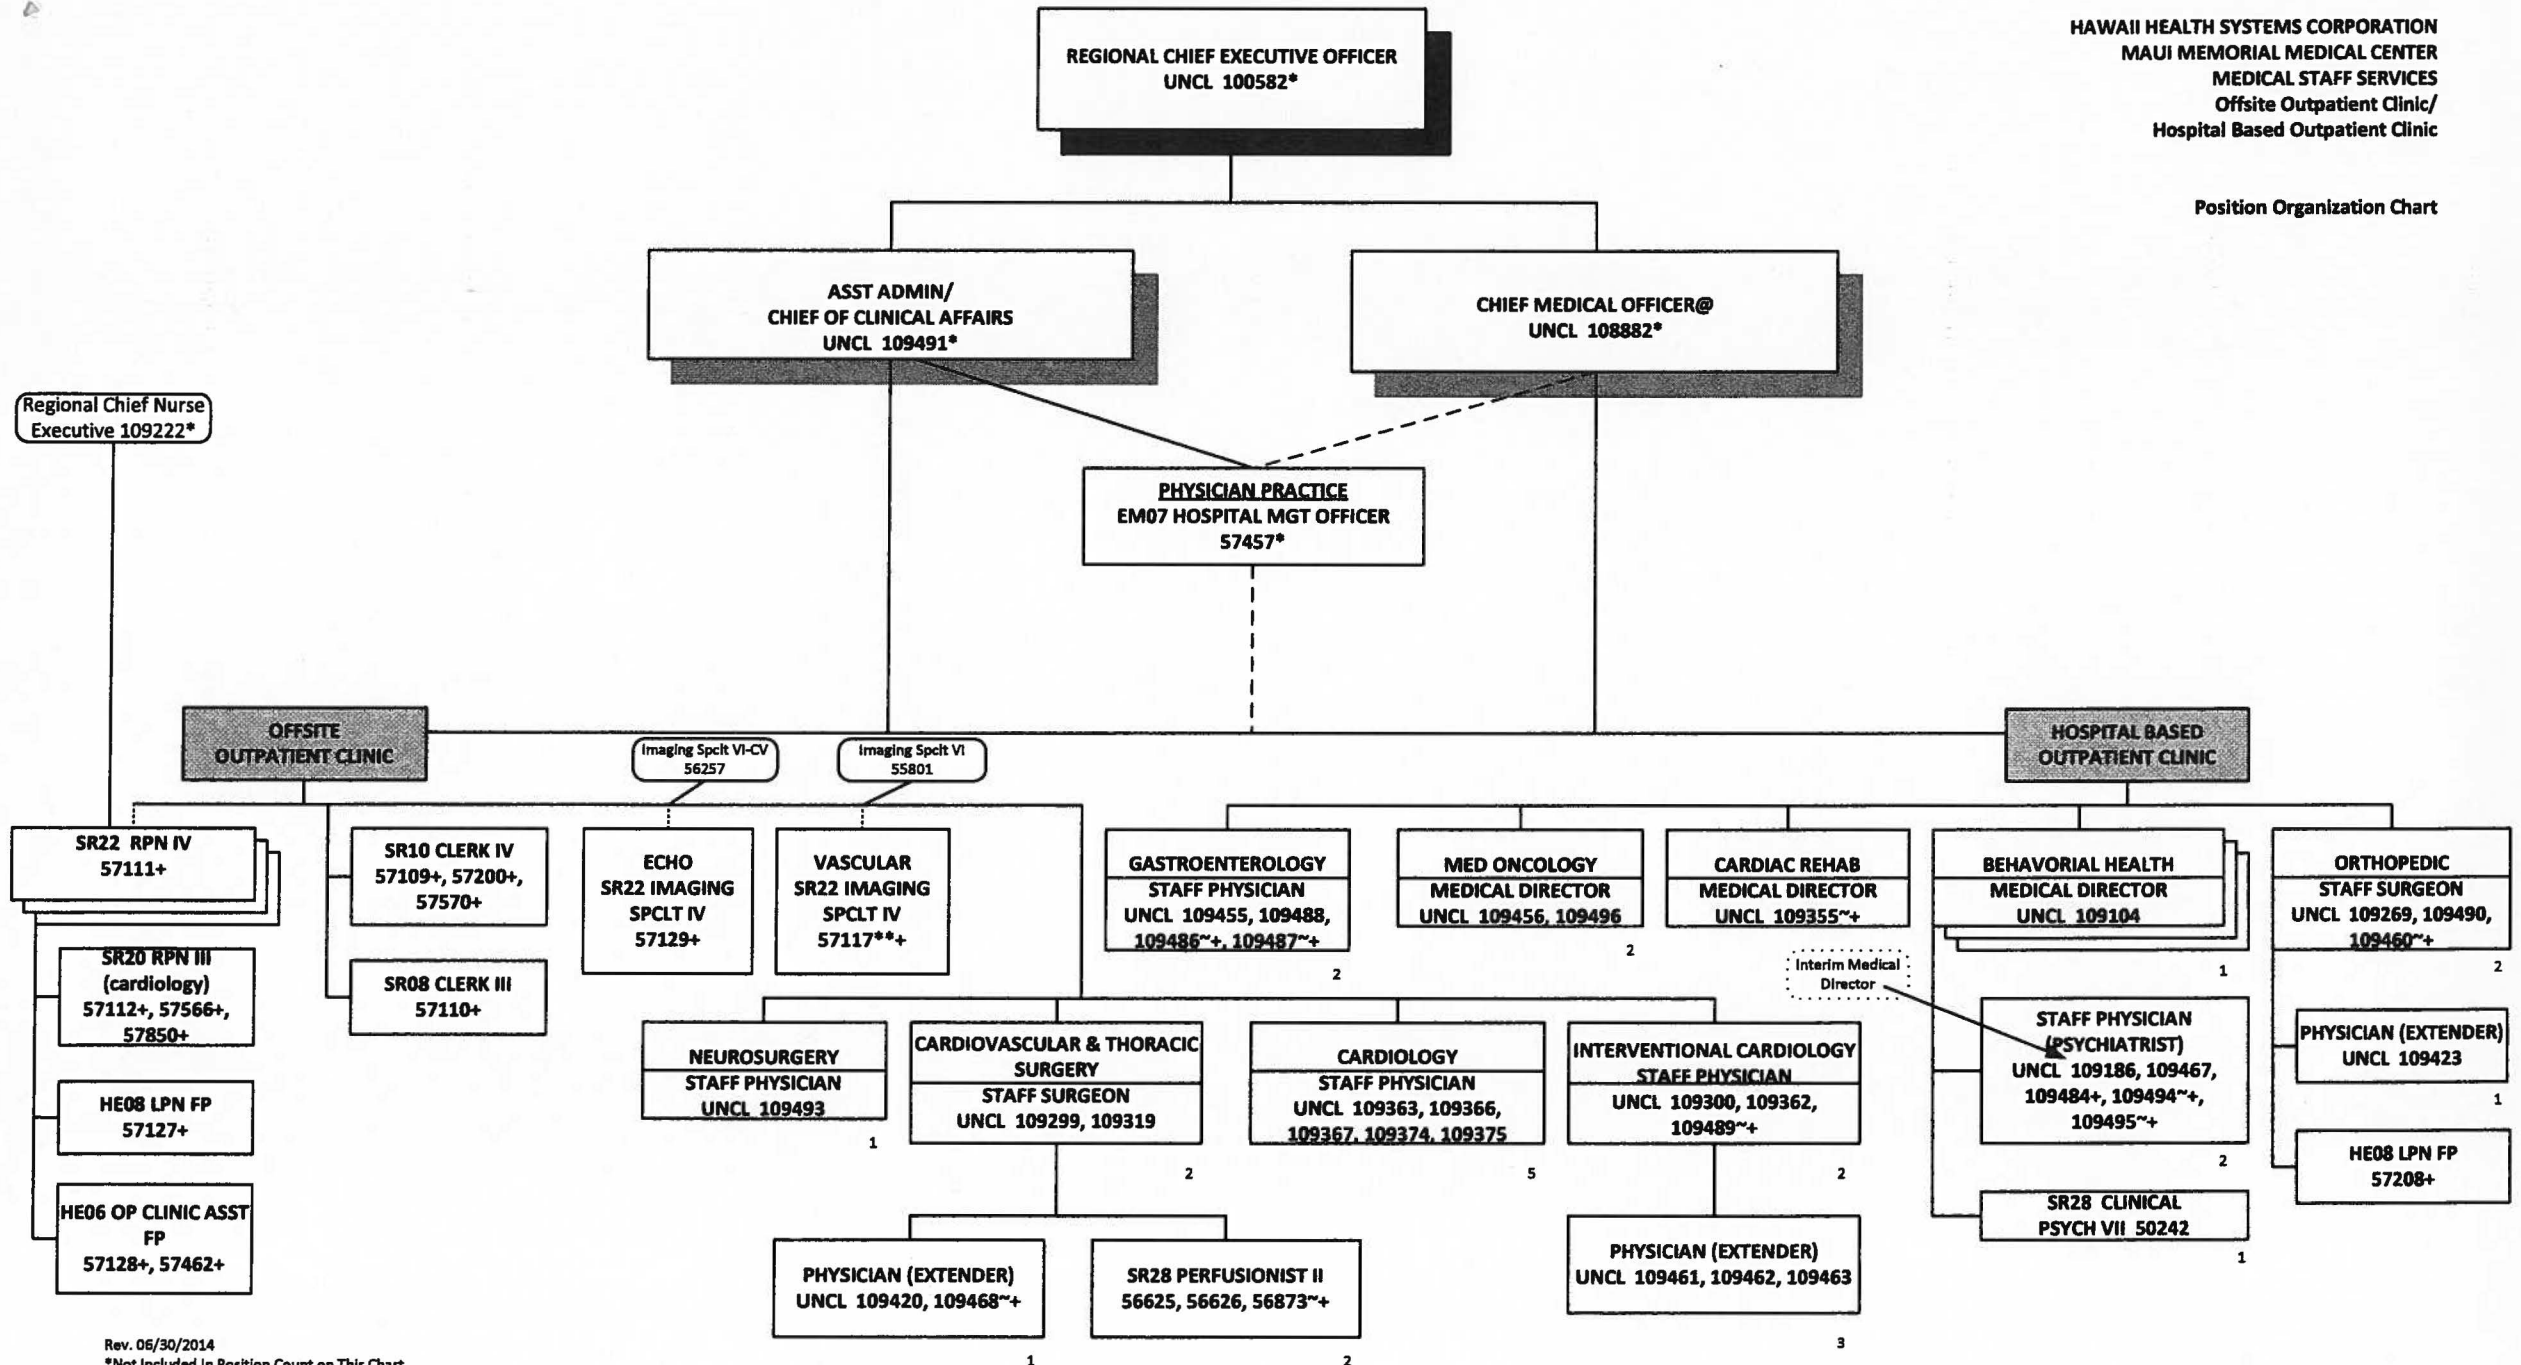 HAWAII HEALTH SYSTEMS CORPORATION
MAUI MEMORIAL MEDICAL CENTER
MEDICAL STAFF SERVICES
Offsite Outpatient Clinic/
Hospital Based Outpatient Clinic
Position Organization Chart
REGIONAL CHIEF EXECUTIVE OFFICER
UNCL 100582*
ASST ADMIN/
CHIEF OF CLINICAL AFFAIRS
UNCL 109491*
CHIEF MEDICAL OFFICER@
UNCL 108882*
Regional Chief Nurse
Executive 109222*
PHYSICIAN PRACTICE
EM07 HOSPITAL MGT OFFICER
57457*
OFFSITE
OUTPATIENT CLINIC
Imaging Spclt VI-CV
56257
Imaging Spclt VI
55801
HOSPITAL BASED
OUTPATIENT CLINIC
SR22 RPN IV
57111+
SR20 RPN III
(cardiology)
57112+, 57566+,
57850+
HE08 LPN FP
57127+
HE06 OP CLINIC ASST
FP
57128+, 57462+
SR10 CLERK IV
57109+, 57200+,
57570+
SR08 CLERK III
57110+
ECHO
SR22 IMAGING
SPCLT IV
57129+
VASCULAR
SR22 IMAGING
SPCLT IV
57117**+
NEUROSURGERY
STAFF PHYSICIAN
UNCL 109493
1
CARDIOVASCULAR & THORACIC
SURGERY
STAFF SURGEON
UNCL 109299, 109319
2
PHYSICIAN (EXTENDER)
UNCL 109420, 109468~+
1
SR28 PERFUSIONIST II
56625, 56626, 56873~+
2
CARDIOLOGY
STAFF PHYSICIAN
UNCL 109363, 109366,
109367, 109374, 109375
5
INTERVENTIONAL CARDIOLOGY
STAFF PHYSICIAN
UNCL 109300, 109362,
109489~+
2
PHYSICIAN (EXTENDER)
UNCL 109461, 109462, 109463
3
GASTROENTEROLOGY
STAFF PHYSICIAN
UNCL 109455, 109488,
109486~+, 109487~+
2
MED ONCOLOGY
MEDICAL DIRECTOR
UNCL 109456, 109496
2
CARDIAC REHAB
MEDICAL DIRECTOR
UNCL 109355~+
BEHAVORIAL HEALTH
MEDICAL DIRECTOR
UNCL 109104
1
Interim Medical
Director
STAFF PHYSICIAN
(PSYCHIATRIST)
UNCL 109186, 109467,
109484+, 109494~+,
109495~+
2
SR28 CLINICAL
PSYCH VII 50242
1
ORTHOPEDIC
STAFF SURGEON
UNCL 109269, 109490,
109460~+
2
PHYSICIAN (EXTENDER)
UNCL 109423
1
HE08 LPN FP
57208+
Rev. 06/30/2014
*Not Included in Position Count on This Chart